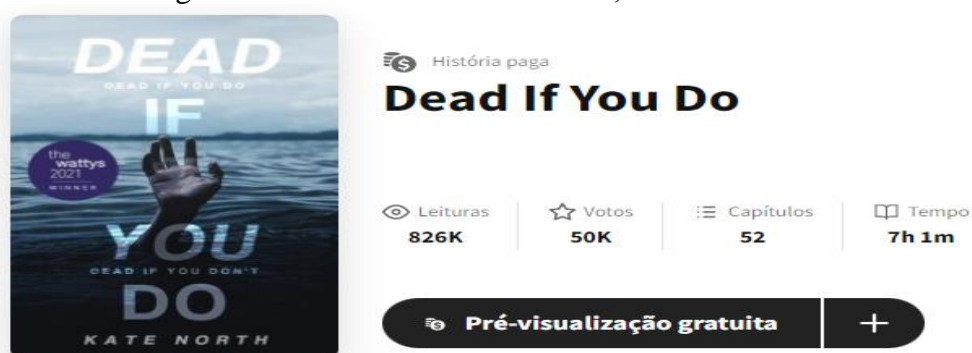 DEAD
DEAD IF YOU DO
IF
the
wattys
2021
WINNER
YOU
DEAD IF YOU DON'T
DO
KATE NORTH
História paga
Dead If You Do
Leituras
826K
Votos
50K
Capítulos
52
Tempo
7h 1m
Pré-visualização gratuita
+